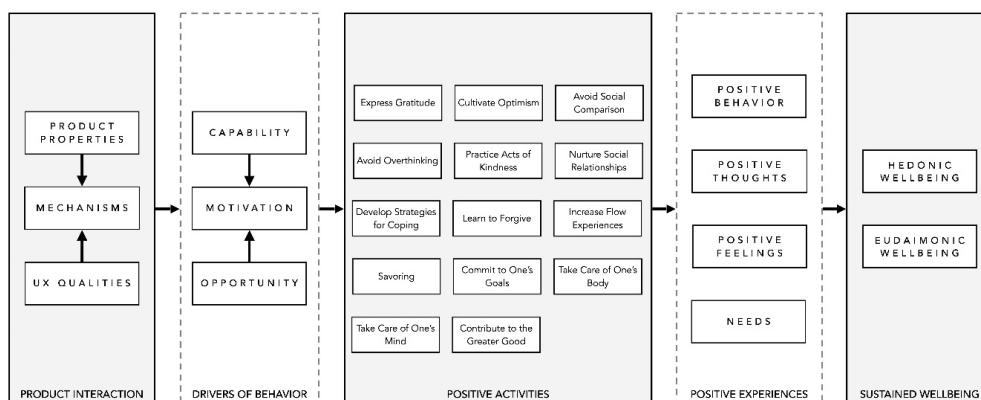 PRODUCT
PROPERTIES
MECHANISMS
UX QUALITIES
PRODUCT INTERACTION
CAPABILITY
MOTIVATION
OPPORTUNITY
DRIVERS OF BEHAVIOR
Express Gratitude
Cultivate Optimism
Avoid Social
Comparison
Avoid Overthinking
Practice Acts of
Kindness
Nurture Social
Relationships
Develop Strategies
for Coping
Learn to Forgive
Increase Flow
Experiences
Savoring
Commit to One's
Goals
Take Care of One's
Body
Take Care of One's
Mind
Contribute to the
Greater Good
POSITIVE ACTIVITIES
POSITIVE
BEHAVIOR
POSITIVE
THOUGHTS
POSITIVE
FEELINGS
NEEDS
POSITIVE EXPERIENCES
HEDONIC
WELLBEING
EUDAIMONIC
WELLBEING
SUSTAINED WELLBEING